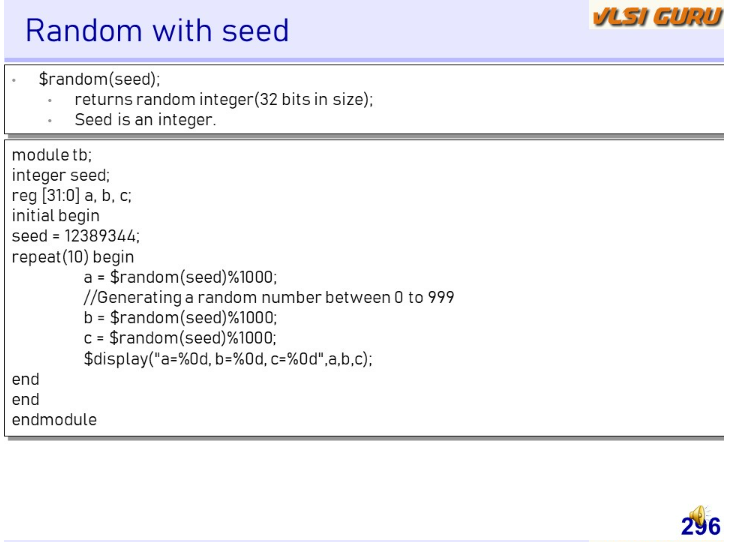 VLSI GURU
Random with seed
• $random(seed);
• returns random integer(32 bits in size);
• Seed is an integer.
module tb;
integer seed;
reg [31:0] a, b, c;
initial begin
seed = 12389344;
repeat(10) begin
a = $random(seed)%1000;
//Generating a random number between 0 to 999
b = $random(seed)%1000;
c = $random(seed)%1000;
$display("a=%0d, b=%0d, c=%0d",a,b,c);
end
end
endmodule
296